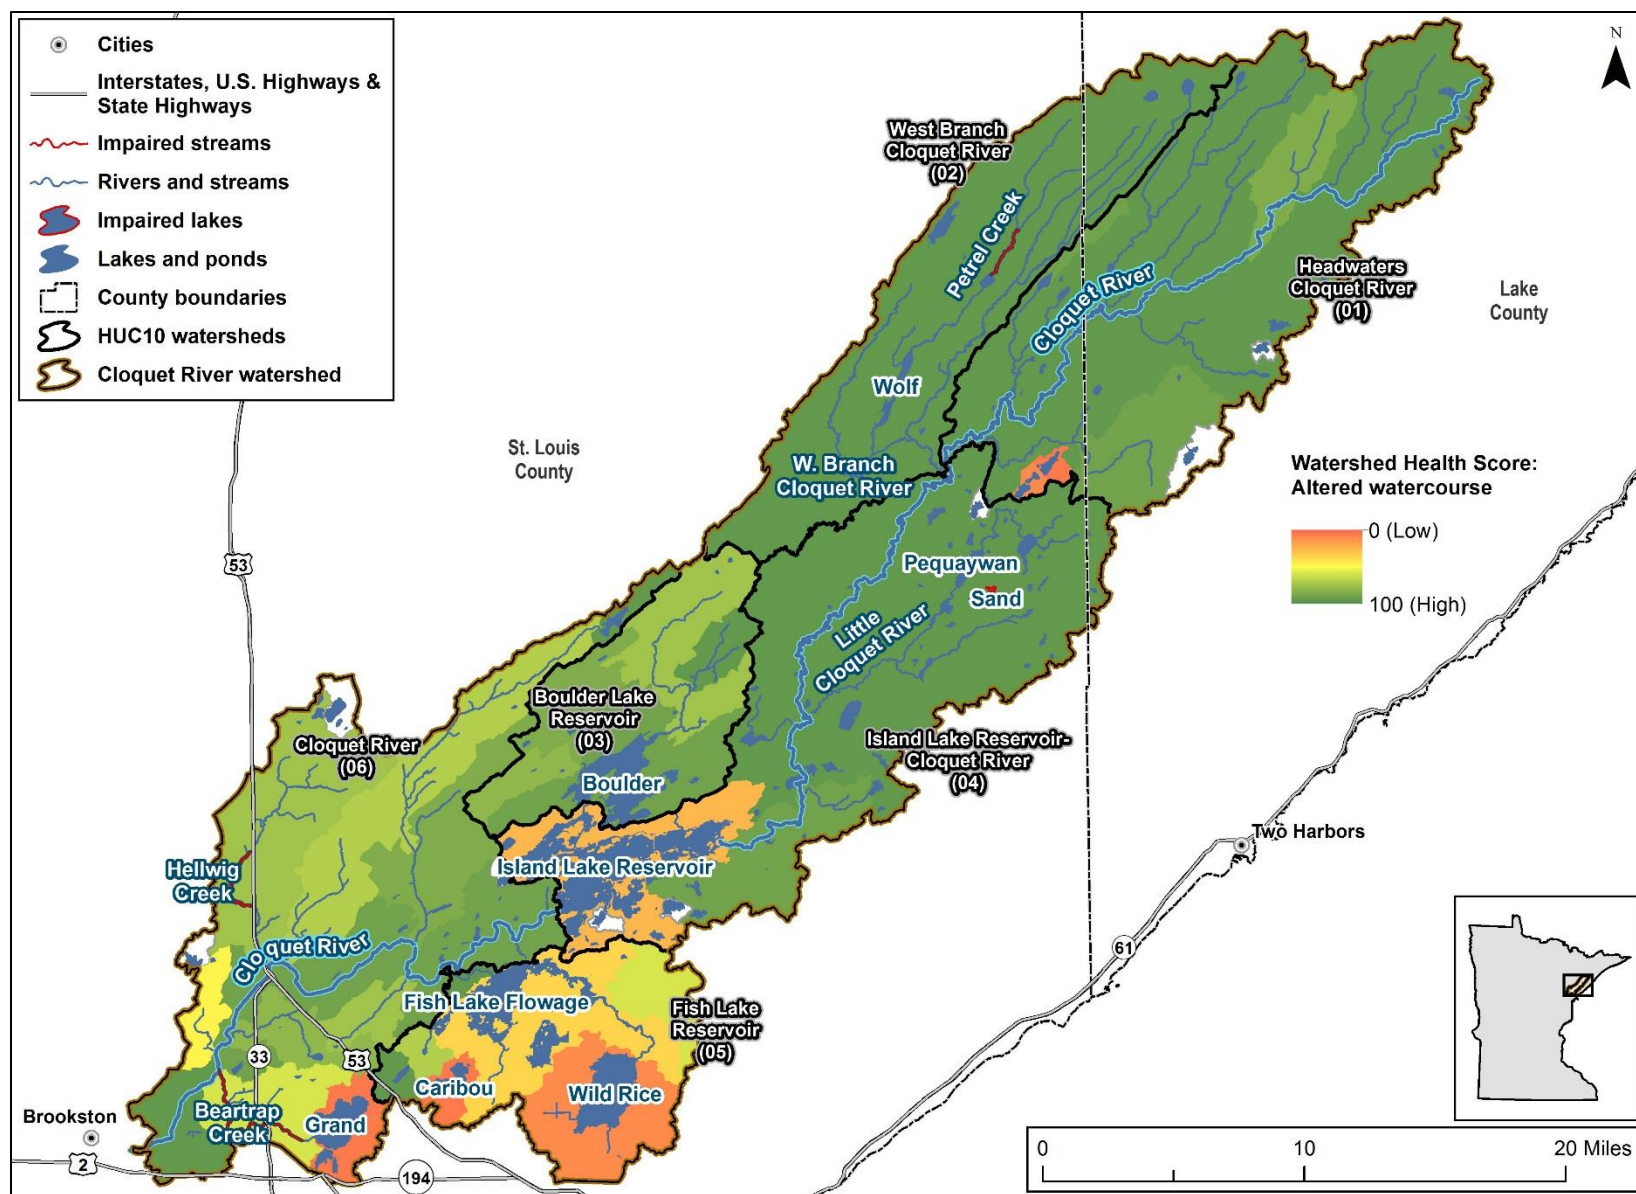 Cities
Interstates, U.S. Highways &
State Highways
Impaired streams
Rivers and streams
Impaired lakes
Lakes and ponds
County boundaries
HUC10 watersheds
Cloquet River watershed
N
West Branch
Cloquet River
(02)
Petrel Creek
Cloquet River
Headwaters
Cloquet River
(01)
Lake
County
Wolf
St. Louis
County
W. Branch
Cloquet River
Watershed Health Score:
Altered watercourse
0 (Low)
100 (High)
53
Pequaywan
Sand
Little
Cloquet River
Boulder Lake
Reservoir
(03)
Cloquet River
(06)
Island Lake Reservoir-
Cloquet River
(04)
Boulder
Two Harbors
Island Lake Reservoir
Hellwig
Creek
Cloquet River
61
Fish Lake Flowage
Fish Lake
Reservoir
(05)
33
53
Caribou
Wild Rice
Brookston
Beartrap
Creek
Grand
2
194
0
10
20 Miles